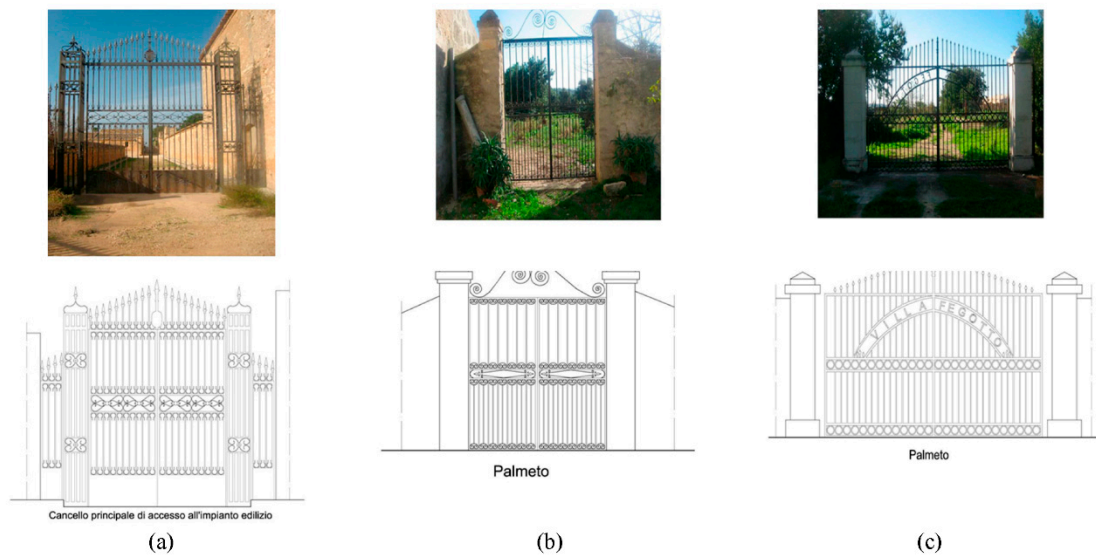 VILLA FEGOTTO
Palmeto
Palmeto
Cancello principale di accesso all'impianto edilizio
(a)
(b)
(c)